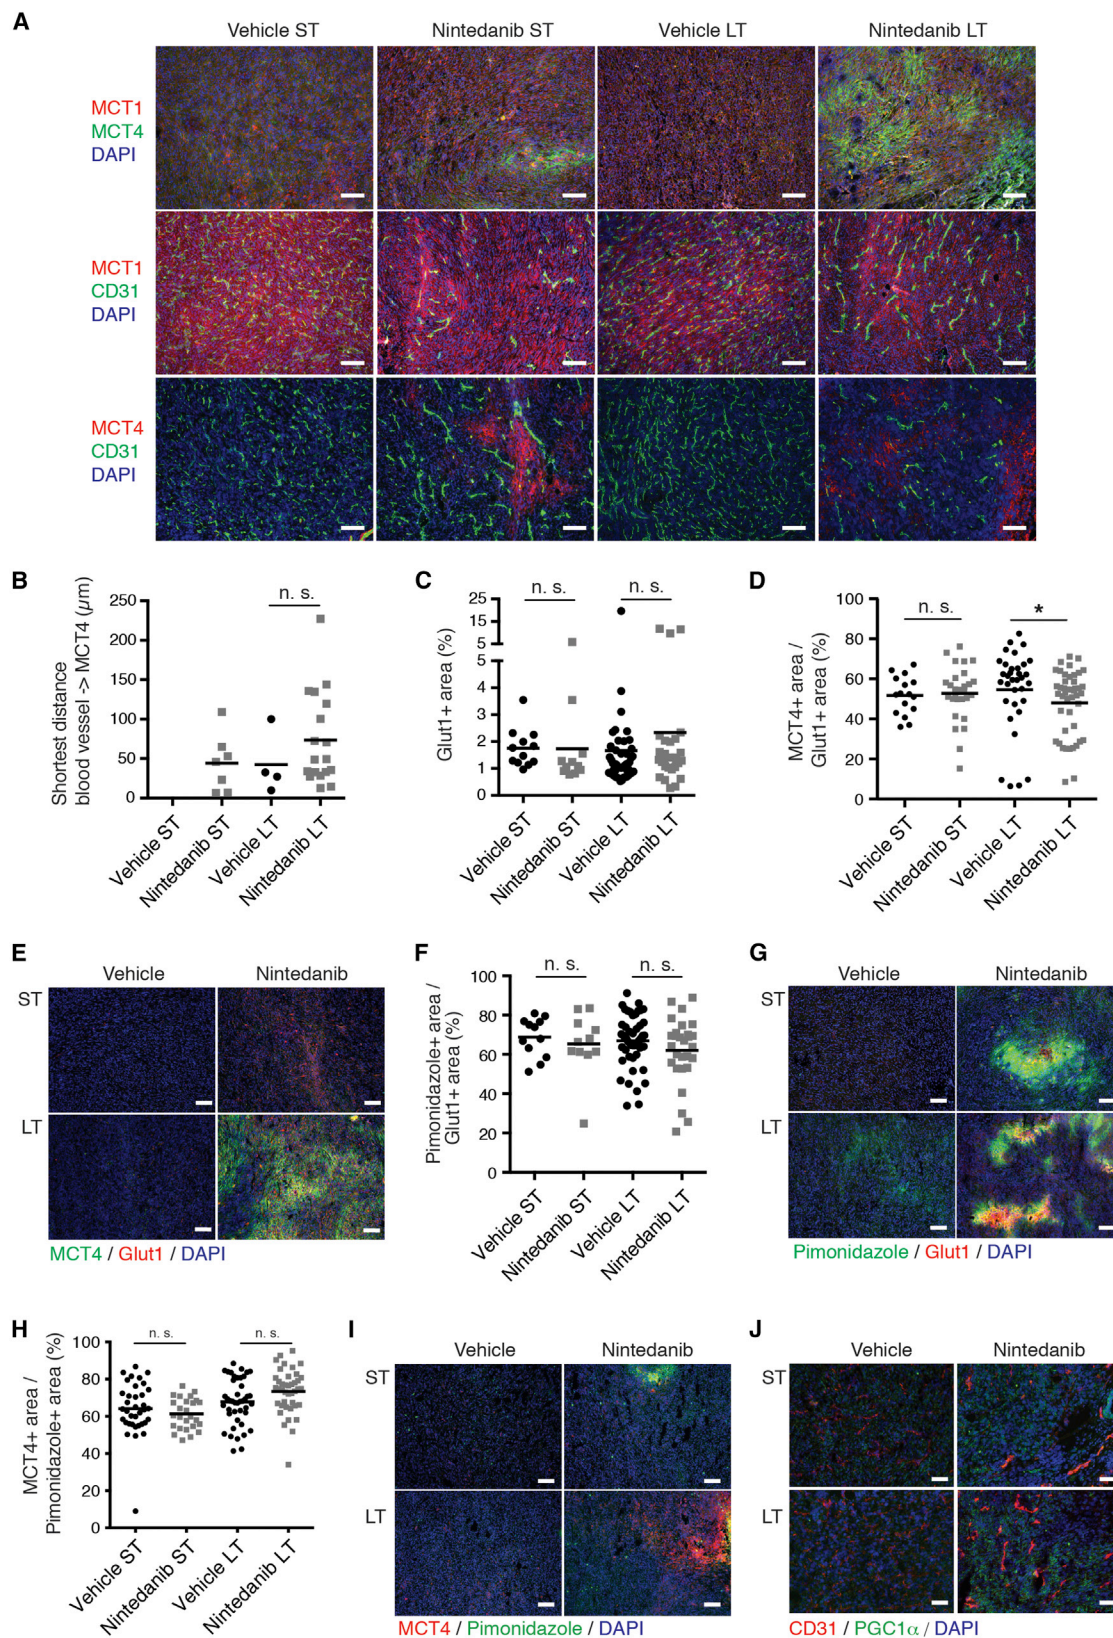 A
Vehicle ST Nintedanib ST Vehicle LT Nintedanib LT
MCT1
MCT4
DAPI
MCT1
CD31
DAPI
MCT4
CD31
DAPI
B
Shortest distance
blood vessel -> MCT4 (µm)
n. s.
250
200
150
100
50
0
Vehicle ST
Nintedanib ST
Vehicle LT
Nintedanib LT
C
Glut1+ area (%)
n. s. n. s.
25
15
5
5
4
3
2
1
0
Vehicle ST
Nintedanib ST
Vehicle LT
Nintedanib LT
D
MCT4+ area /
Glut1+ area (%)
n. s. *
100
80
60
40
20
0
Vehicle ST
Nintedanib ST
Vehicle LT
Nintedanib LT
E
Vehicle Nintedanib
ST
LT
MCT4 / Glut1 / DAPI
F
Pimonidazole+ area /
Glut1+ area (%)
n. s. n. s.
100
80
60
40
20
0
Vehicle ST
Nintedanib ST
Vehicle LT
Nintedanib LT
G
Vehicle Nintedanib
ST
LT
Pimonidazole / Glut1 / DAPI
H
MCT4+ area /
Pimonidazole+ area (%)
n. s. n. s.
100
80
60
40
20
0
Vehicle ST
Nintedanib ST
Vehicle LT
Nintedanib LT
I
Vehicle Nintedanib
ST
LT
MCT4 / Pimonidazole / DAPI
J
Vehicle Nintedanib
ST
LT
CD31 / PGC1α / DAPI